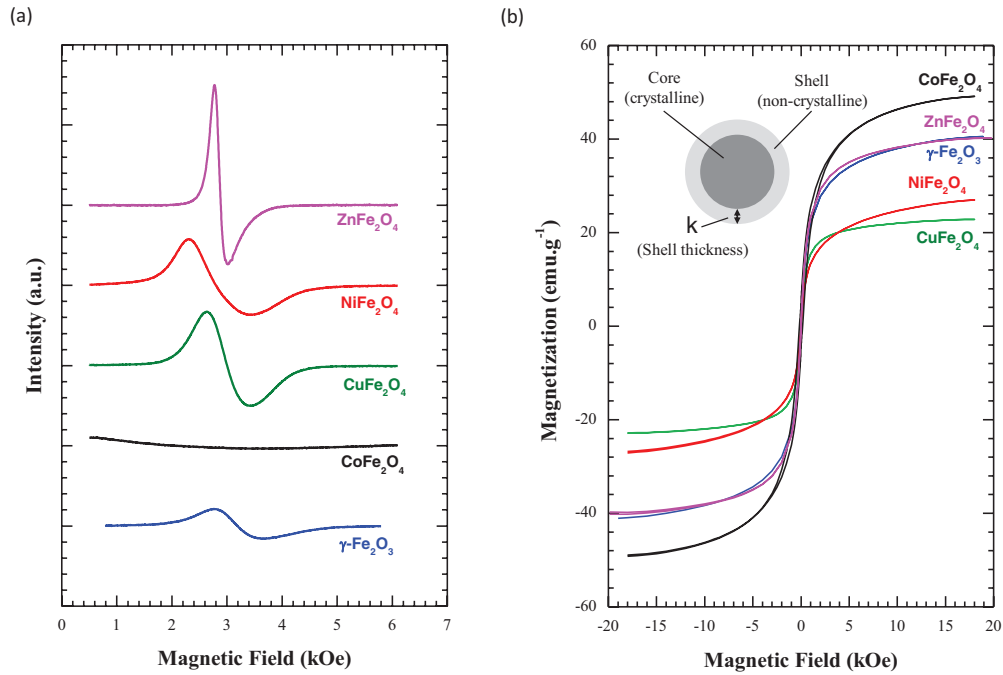 (a)
ZnFe₂O₄
NiFe₂O₄
CuFe₂O₄
CoFe₂O₄
γ-Fe₂O₃
Intensity (a.u.)
0 1 2 3 4 5 6 7
Magnetic Field (kOe)
(b)
60
40
20
0
-20
-40
-60
Magnetization (emu.g⁻¹)
Core
(crystalline)
Shell
(non-crystalline)
k
(Shell thickness)
CoFe₂O₄
ZnFe₂O₄
γ-Fe₂O₃
NiFe₂O₄
CuFe₂O₄
-20 -15 -10 -5 0 5 10 15 20
Magnetic Field (kOe)